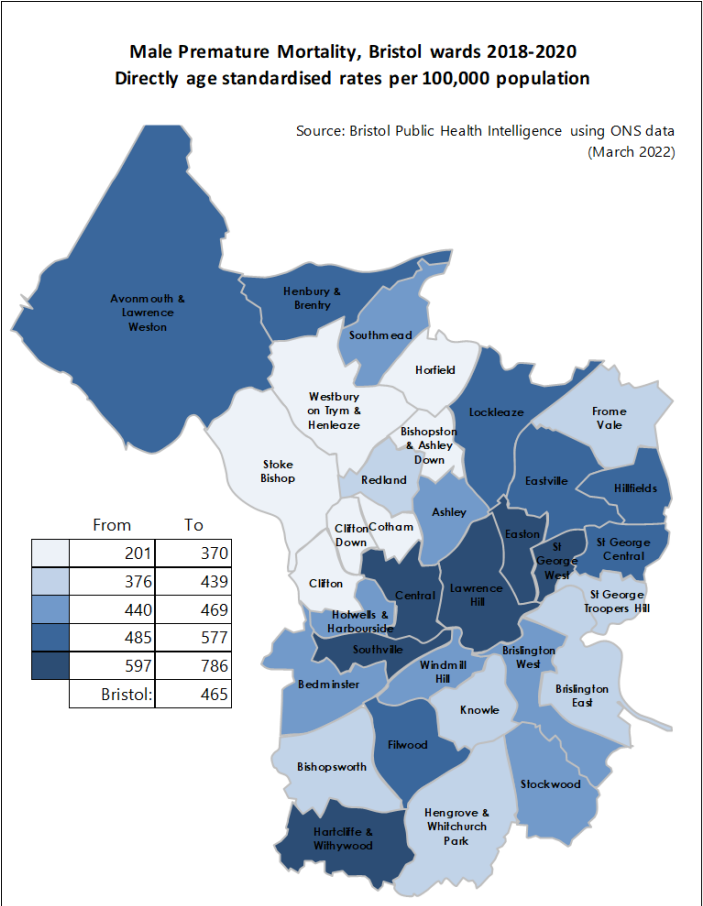 Male Premature Mortality, Bristol wards 2018-2020
Directly age standardised rates per 100,000 population
Source: Bristol Public Health Intelligence using ONS data
(March 2022)
Avonmouth &
Lawrence
Weston
Henbury &
Brentry
Southmead
Horfield
Westbury
on Trym &
Henleaze
Lockleaze
Frome
Vale
Bishopston
& Ashley
Down
Stoke
Bishop
Redland
Eastville
Hillfields
Ashley
Clifton
Down
Cotham
Easton
St
George
West
St George
Central
Clifton
Central
Lawrence
Hill
St George
Troopers Hill
Hotwells &
Harbourside
Southville
Brislington
West
Windmill
Hill
Bedminster
Brislington
East
Knowle
Filwood
Bishopsworth
Stockwood
Hengrove &
Whitchurch
Park
Hartcliffe &
Withywood
From To
201 370
376 439
440 469
485 577
597 786
Bristol: 465